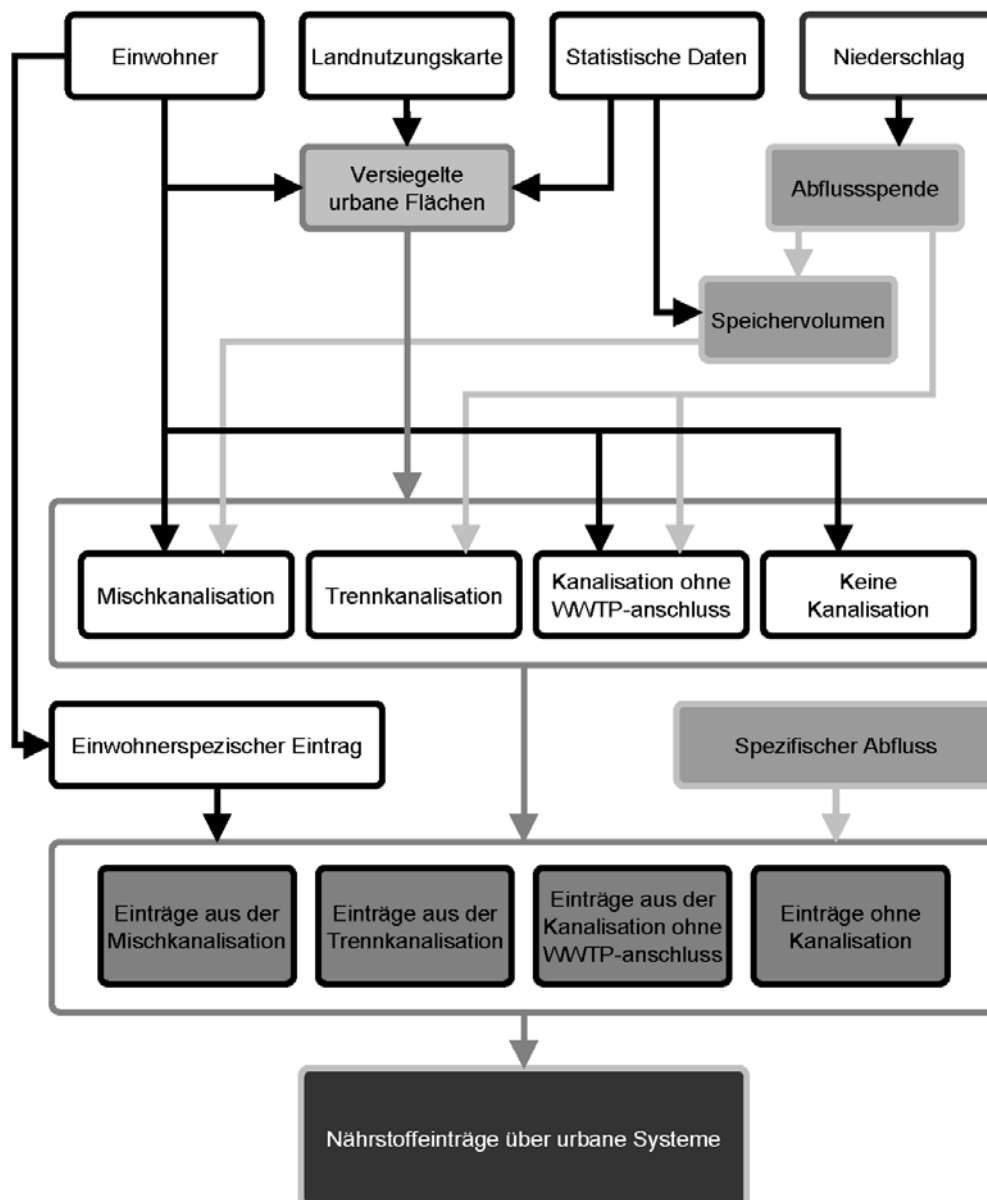 Einwohner
Landnutzungskarte
Statistische Daten
Niederschlag
Versiegelte
urbane Flächen
Abflussspende
Speichervolumen
Mischkanalisation
Trennkanalisation
Kanalisation ohne
WWTP-anschluss
Keine
Kanalisation
Einwohnerspezischer Eintrag
Spezifischer Abfluss
Einträge aus der
Mischkanalisation
Einträge aus der
Trennkanalisation
Einträge aus der
Kanalisation ohne
WWTP-anschluss
Einträge ohne
Kanalisation
Nährstoffeinträge über urbane Systeme